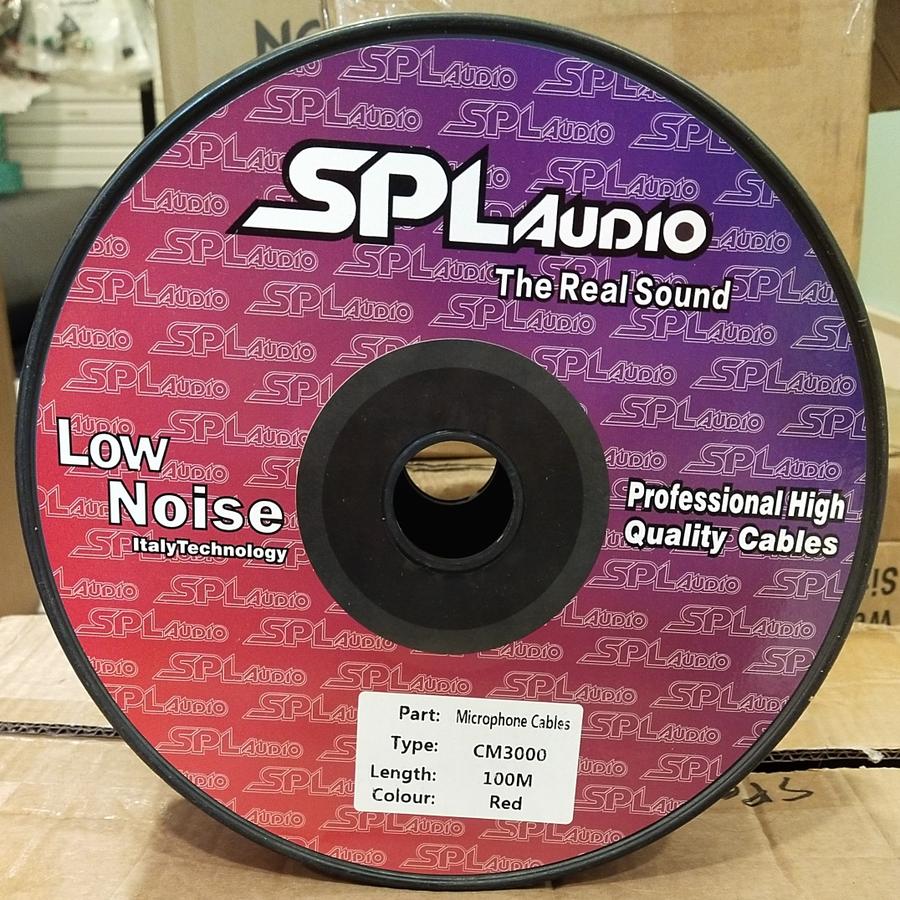 SPL AUDIO
The Real Sound
Low
Noise
ItalyTechnology
Professional High
Quality Cables
Part: Microphone Cables
Type: CM3000
Length: 100M
Colour: Red